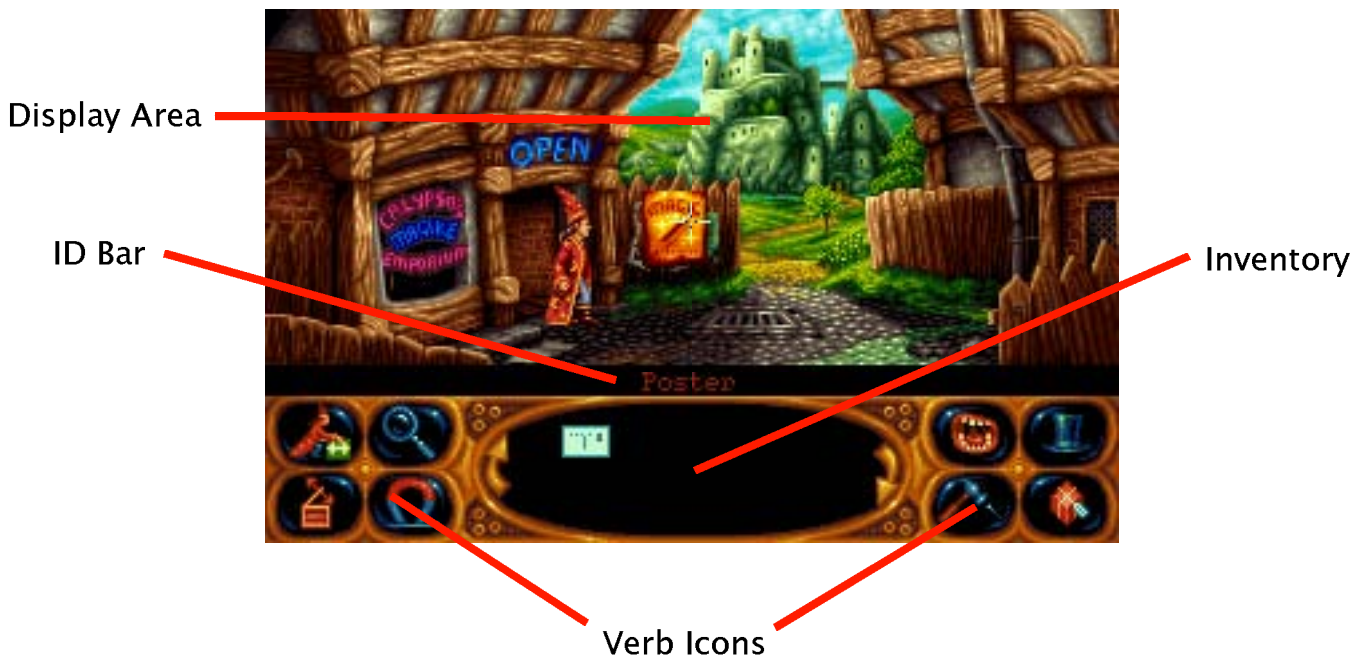 Display Area
OPEN
CALYPSO'S
MAGIKE
EMPORIUM
MAGIC
ID Bar
Inventory
Poster
Verb Icons